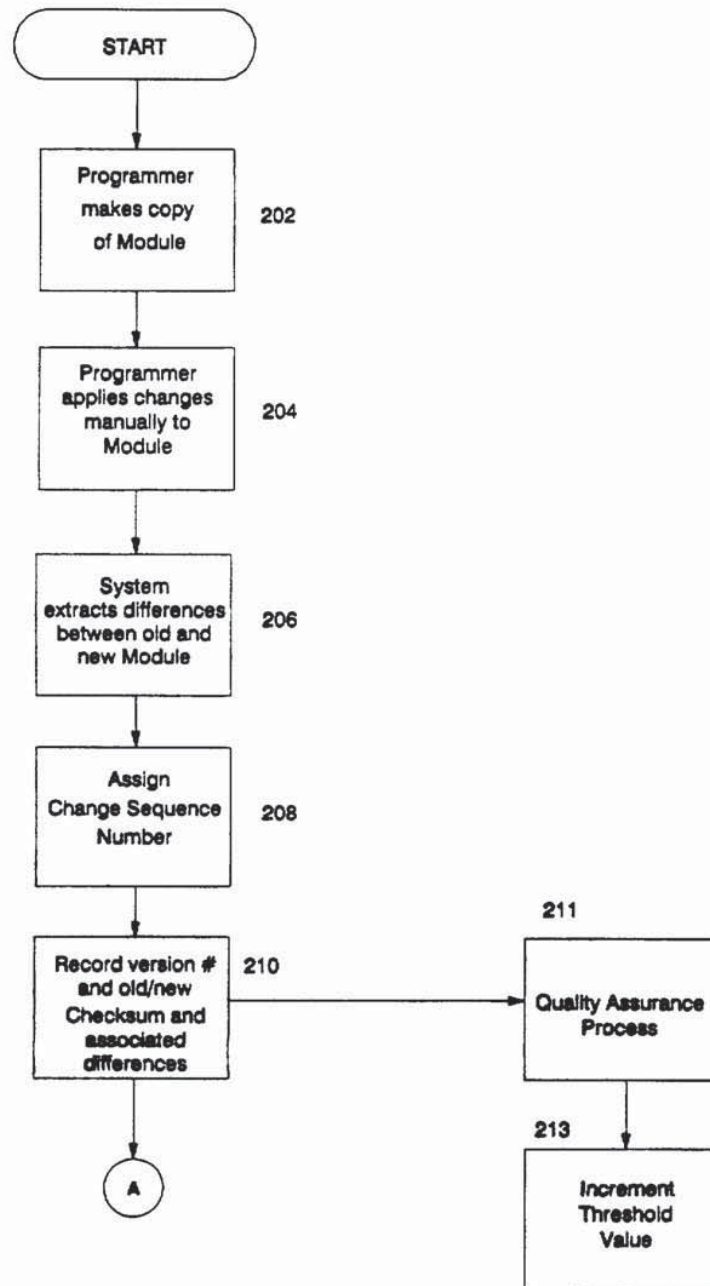 START
Programmer
makes copy
of Module
202
Programmer
applies changes
manually to
Module
204
System
extracts differences
between old and
new Module
206
Assign
Change Sequence
Number
208
Record version #
and old/new
Checksum and
associated
differences
210
211
Quality Assurance
Process
213
Increment
Threshold
Value
A